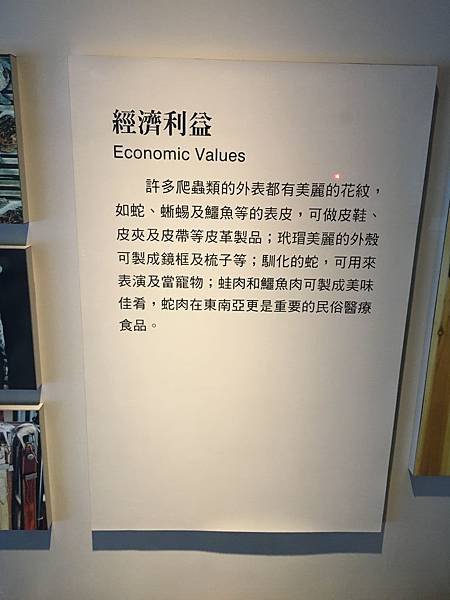 經濟利益
Economic Values
許多爬蟲類的外表都有美麗的花紋，
如蛇、蜥蜴及鱷魚等的表皮，可做皮鞋、
皮夾及皮帶等皮革製品；玳瑁美麗的外殼
可製成鏡框及梳子等；馴化的蛇，可用來
表演及當寵物；蛙肉和鱷魚肉可製成美味
佳肴，蛇肉在東南亞更是重要的民俗醫療
食品。